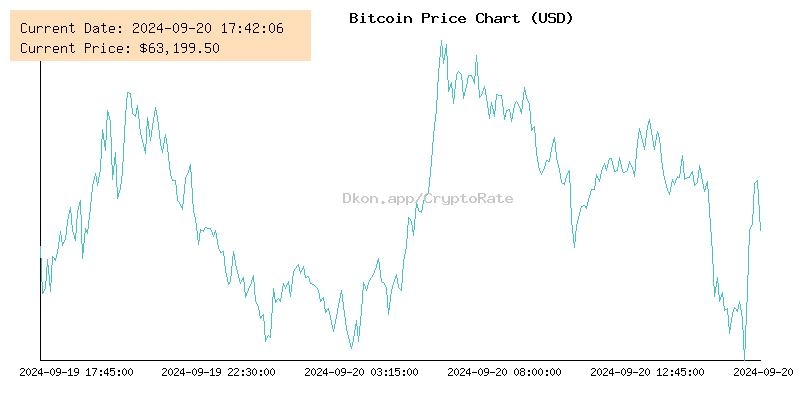 Bitcoin Price Chart (USD)
Current Date: 2024-09-20 17:42:06
Current Price: $63,199.50
Dkon.app/CryptoRate
2024-09-19 17:45:00 2024-09-19 22:30:00 2024-09-20 03:15:00 2024-09-20 08:00:00 2024-09-20 12:45:00 2024-09-20